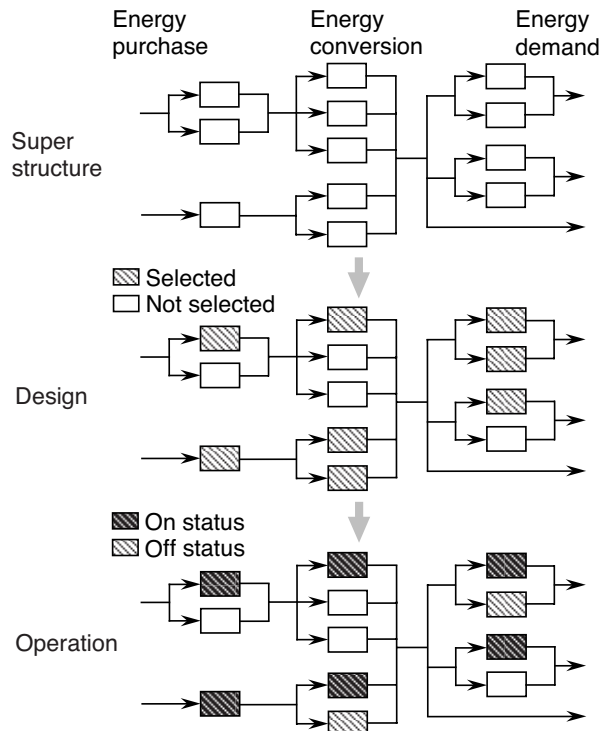 Energy purchase
Energy conversion
Energy demand
Super structure
Selected
Not selected
Design
On status
Off status
Operation